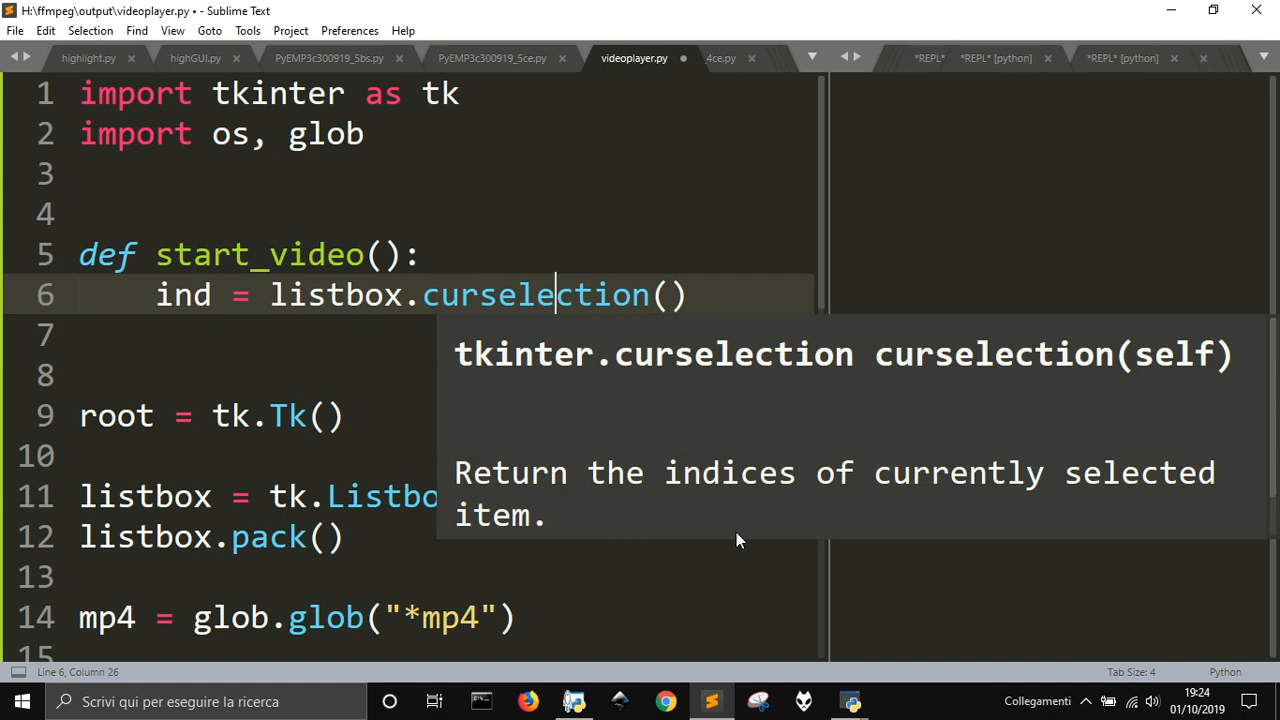 H:\ffmpeg\output\videoplayer.py • - Sublime Text
File Edit Selection Find View Goto Tools Project Preferences Help
highlight.py highGUI.py PyEMP3c300919_5bs.py PyEMP3c300919_5ce.py videoplayer.py 4ce.py *REPL* *REPL* [python] *REPL* [python]
1 import tkinter as tk
2 import os, glob
3
4
5 def start_video():
6 ind = listbox.curselection()
7
tkinter.curselection curselection(self)
8
9 root = tk.Tk()
10
Return the indices of currently selected
11 listbox = tk.Listbo
item.
12 listbox.pack()
13
14 mp4 = glob.glob("*mp4")
15
Line 6, Column 26 Tab Size: 4 Python
Scrivi qui per eseguire la ricerca Collegamenti 19:24
01/10/2019